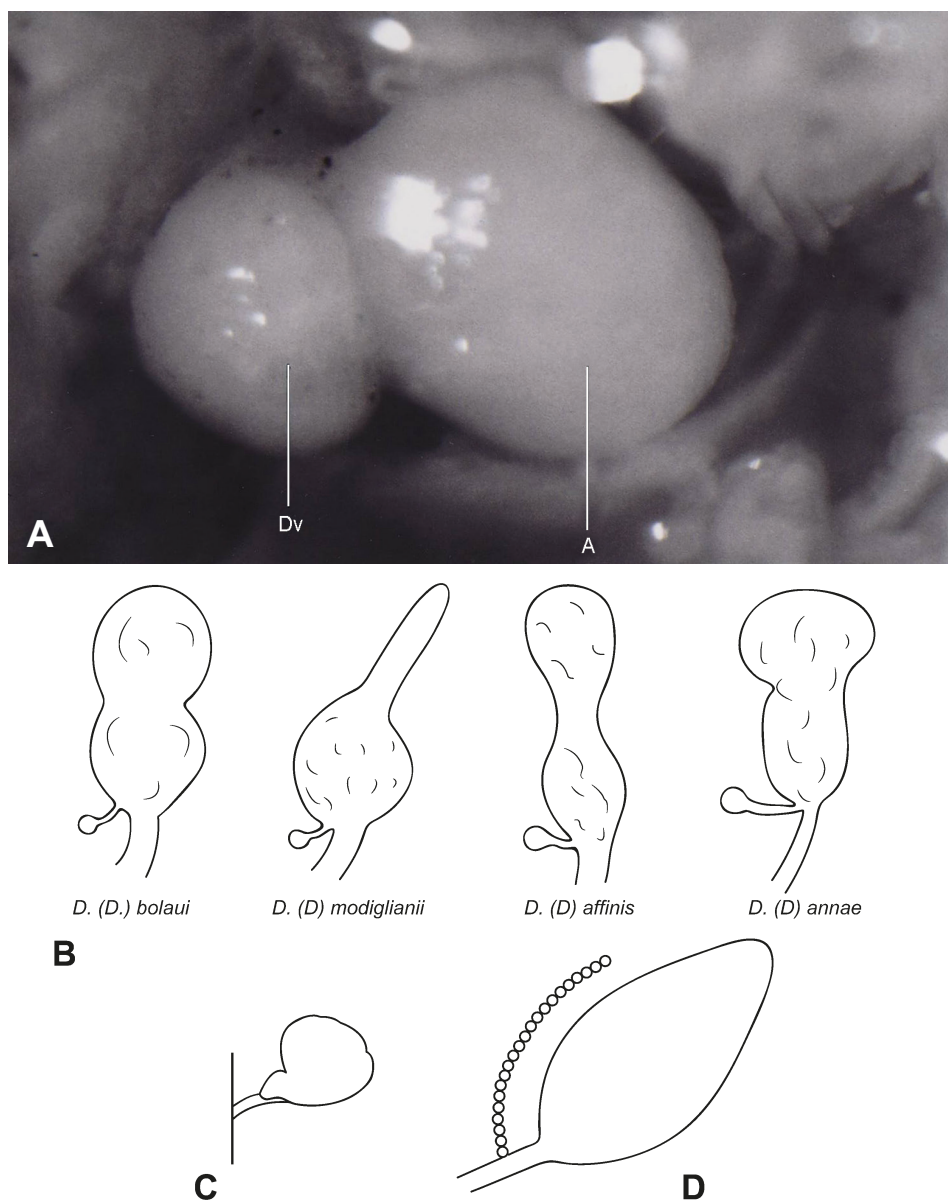 Dv
A
A
D. (D.) bolaui
D. (D) modiglianii
D. (D) affinis
D. (D) annae
B
C
D